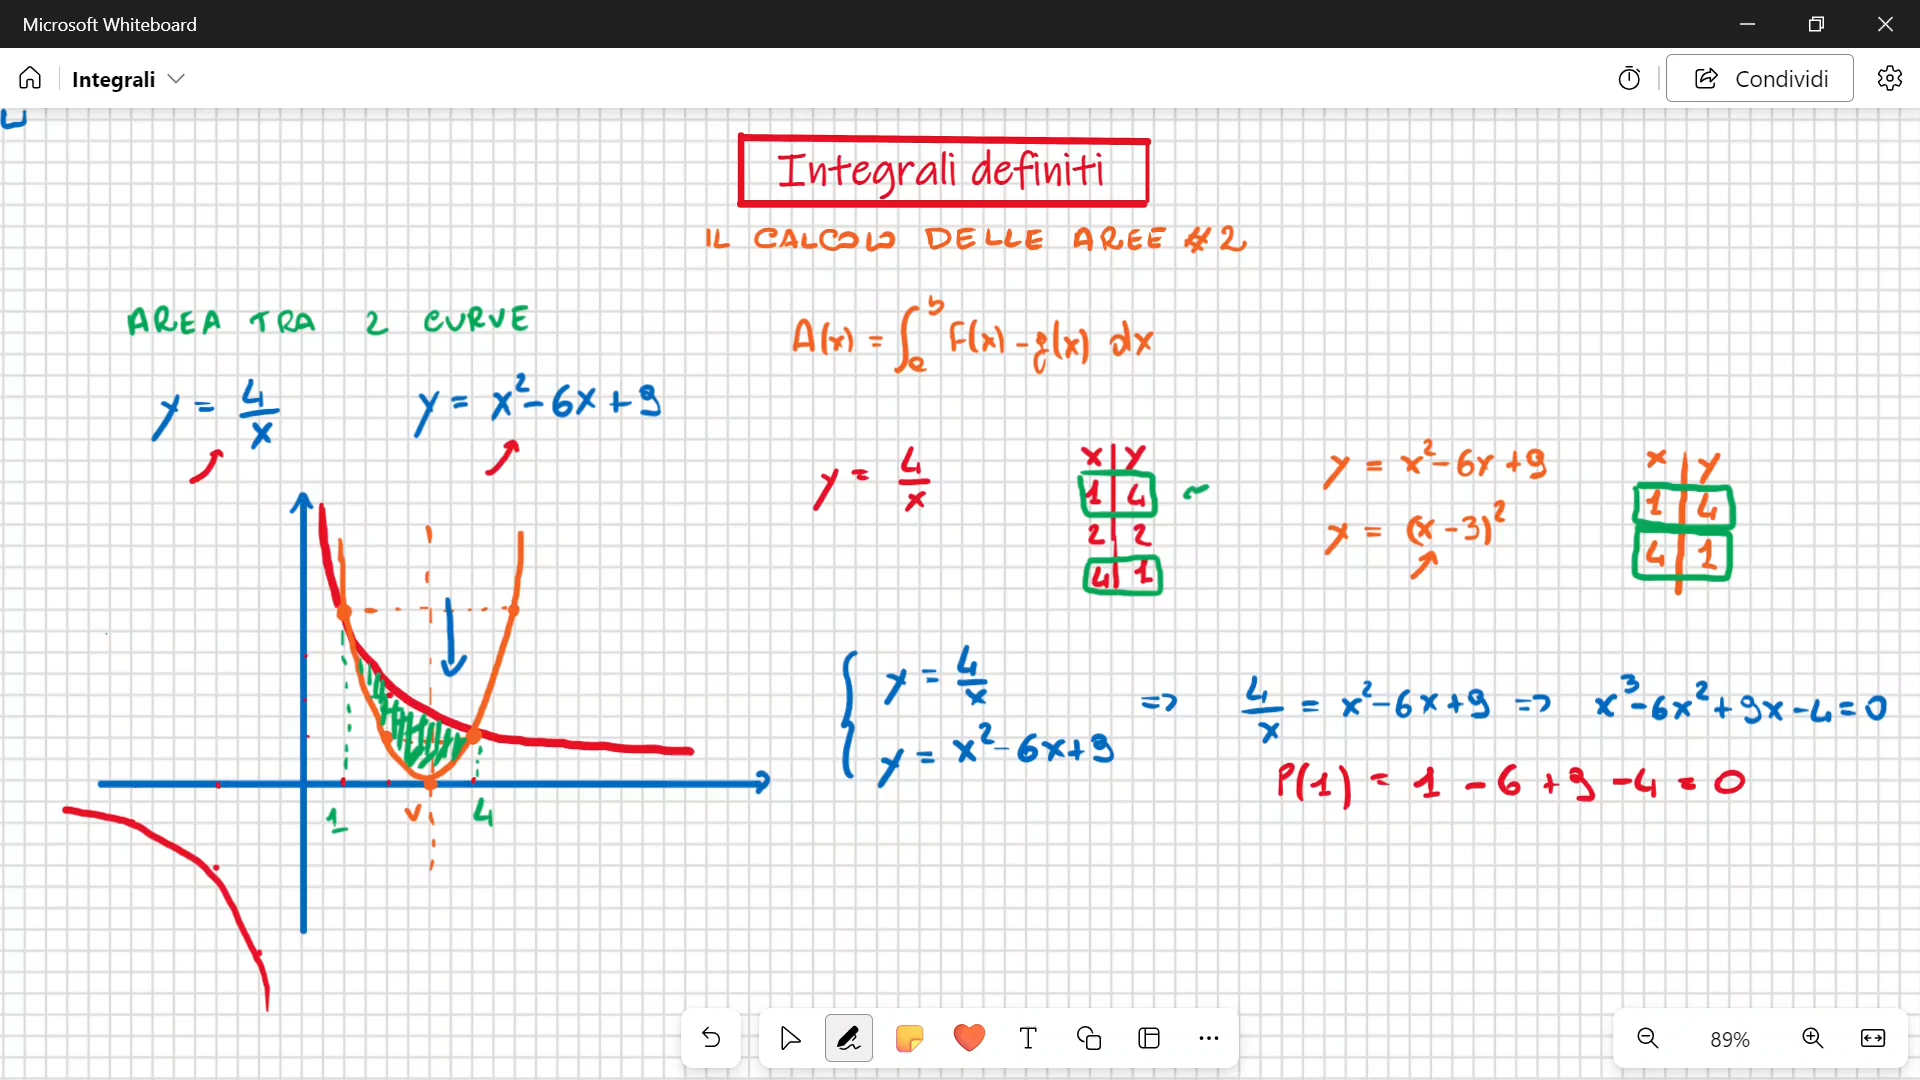 Microsoft Whiteboard
Integrali
Condividi
Integrali definiti
IL CALCOLO DELLE AREE #2
AREA TRA 2 CURVE
A(x) = ∫ₐᵇ F(x) - g(x) dx
y = 4/x
y = x² - 6x + 9
y = 4/x
x | y
1 | 4
2 | 2
4 | 1
y = x² - 6x + 9
y = (x - 3)²
x | y
1 | 4
4 | 1
{ y = 4/x
y = x² - 6x + 9
=> 4/x = x² - 6x + 9 => x³ - 6x² + 9x - 4 = 0
P(1) = 1 - 6 + 9 - 4 = 0
1 V 4
T
89%